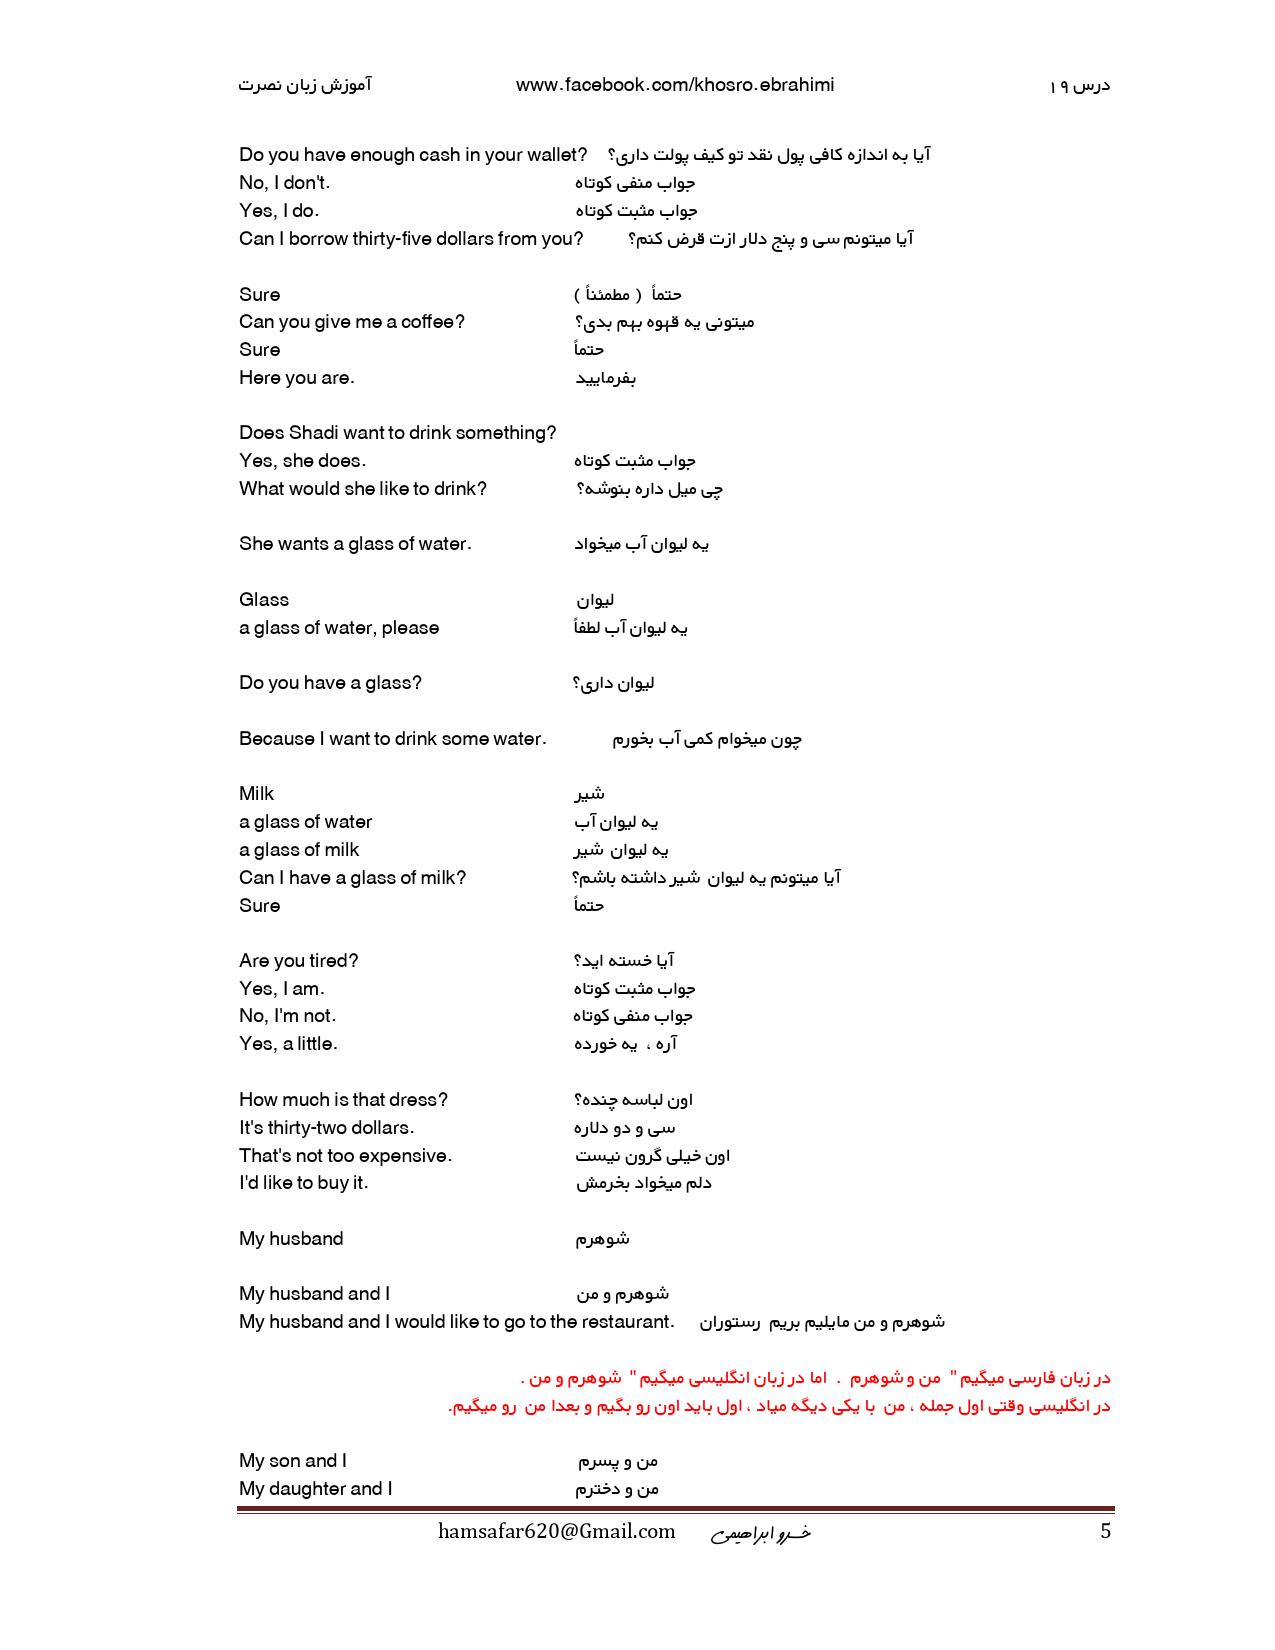 آموزش زبان نصرت www.facebook.com/khosro.ebrahimi درس ۱۹
Do you have enough cash in your wallet? آیا به اندازه کافی پول نقد تو کیف پولت داری؟
No, I don't. جواب منفی کوتاه
Yes, I do. جواب مثبت کوتاه
Can I borrow thirty-five dollars from you? آیا میتونم سی و پنج دلار ازت قرض کنم؟
Sure حتماً ( مطمئناً )
Can you give me a coffee? میتونی یه قهوه بهم بدی؟
Sure حتماً
Here you are. بفرمایید
Does Shadi want to drink something?
Yes, she does. جواب مثبت کوتاه
What would she like to drink? چی میل داره بنوشه؟
She wants a glass of water. یه لیوان آب میخواد
Glass لیوان
a glass of water, please یه لیوان آب لطفاً
Do you have a glass? لیوان داری؟
Because I want to drink some water. چون میخوام کمی آب بخورم
Milk شیر
a glass of water یه لیوان آب
a glass of milk یه لیوان شیر
Can I have a glass of milk? آیا میتونم یه لیوان شیر داشته باشم؟
Sure حتماً
Are you tired? آیا خسته اید؟
Yes, I am. جواب مثبت کوتاه
No, I'm not. جواب منفی کوتاه
Yes, a little. آره ، یه خورده
How much is that dress? اون لباسه چنده؟
It's thirty-two dollars. سی و دو دلاره
That's not too expensive. اون خیلی گرون نیست
I'd like to buy it. دلم میخواد بخرمش
My husband شوهرم
My husband and I شوهرم و من
My husband and I would like to go to the restaurant. شوهرم و من مایلیم بریم رستوران
در زبان فارسی میگیم " من و شوهرم . اما در زبان انگلیسی میگیم " شوهرم و من .
در انگلیسی وقتی اول جمله ، من با یکی دیگه میاد ، اول باید اون رو بگیم و بعدا من رو میگیم.
My son and I من و پسرم
My daughter and I من و دخترم
hamsafar620@Gmail.com خسرو ابراهیمی 5